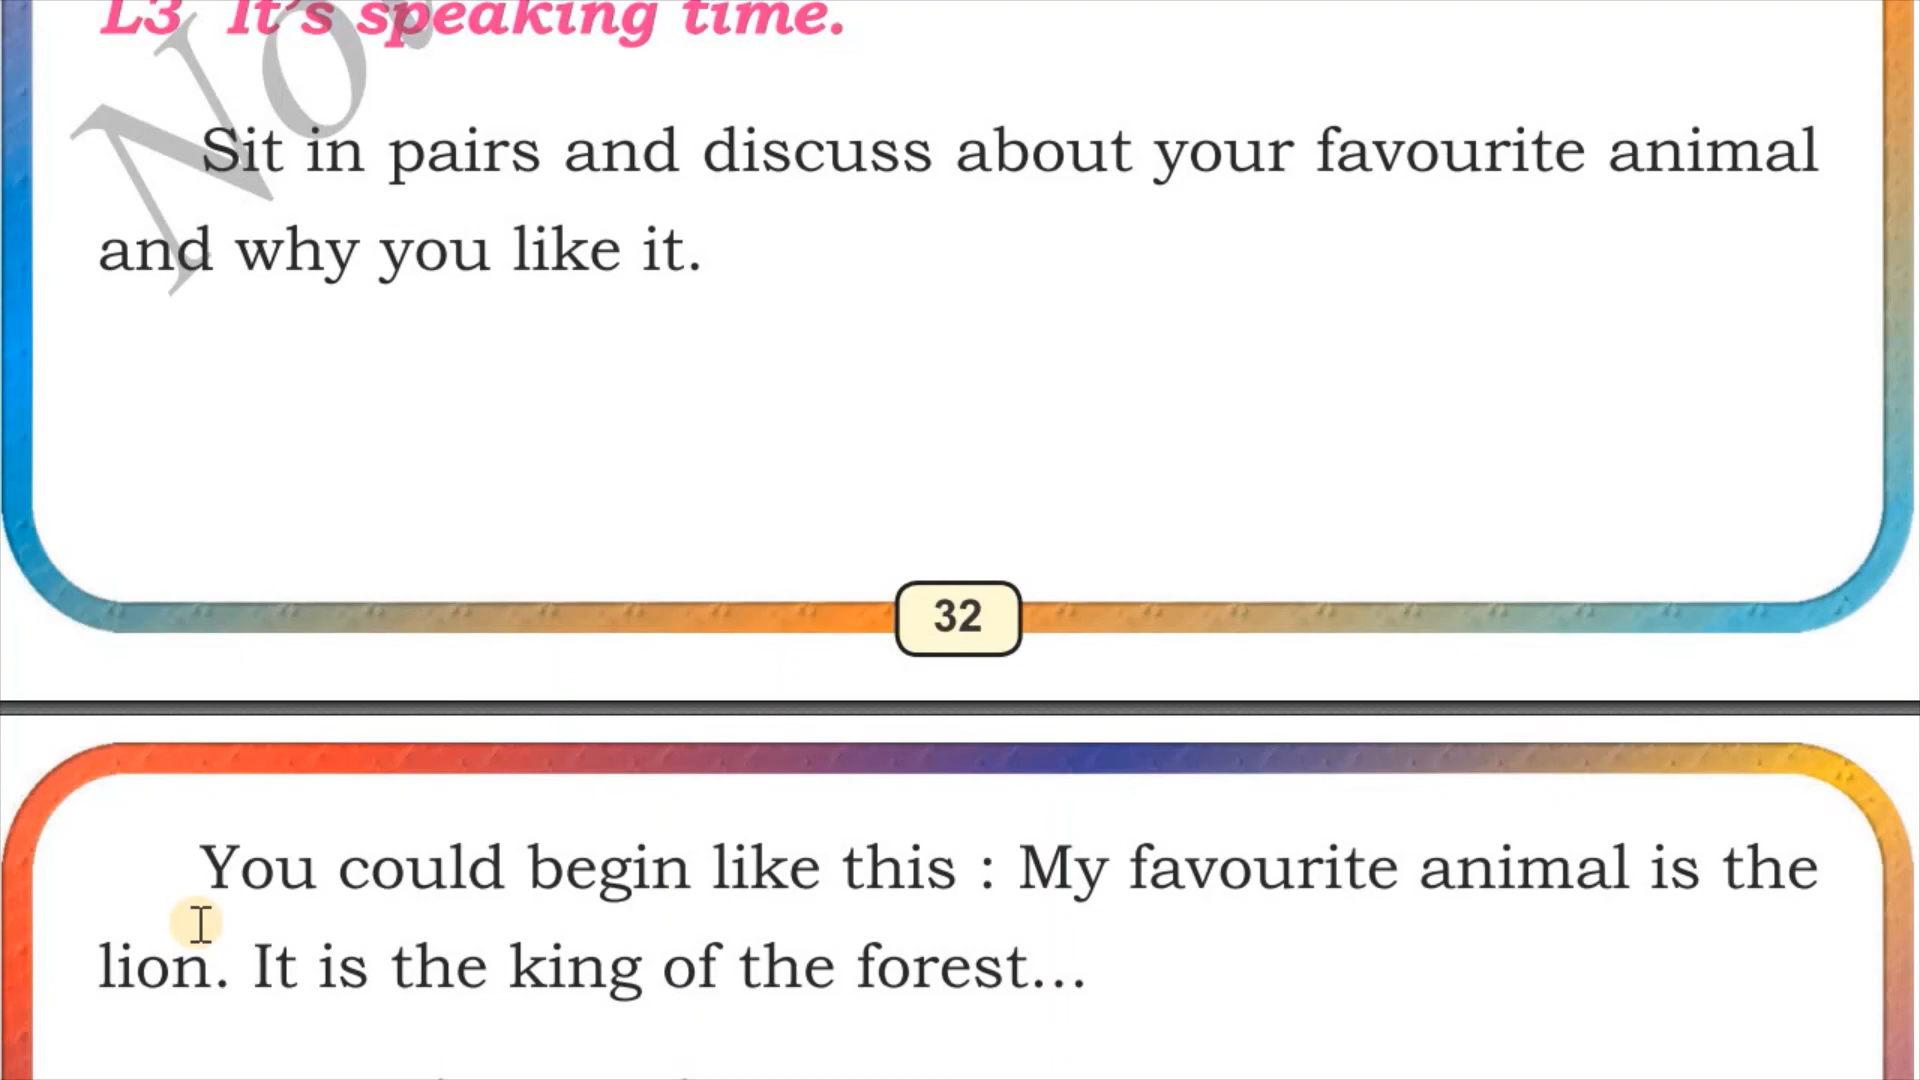 L3 It's speaking time.
No
Sit in pairs and discuss about your favourite animal
and why you like it.
32
You could begin like this : My favourite animal is the
lion. It is the king of the forest...